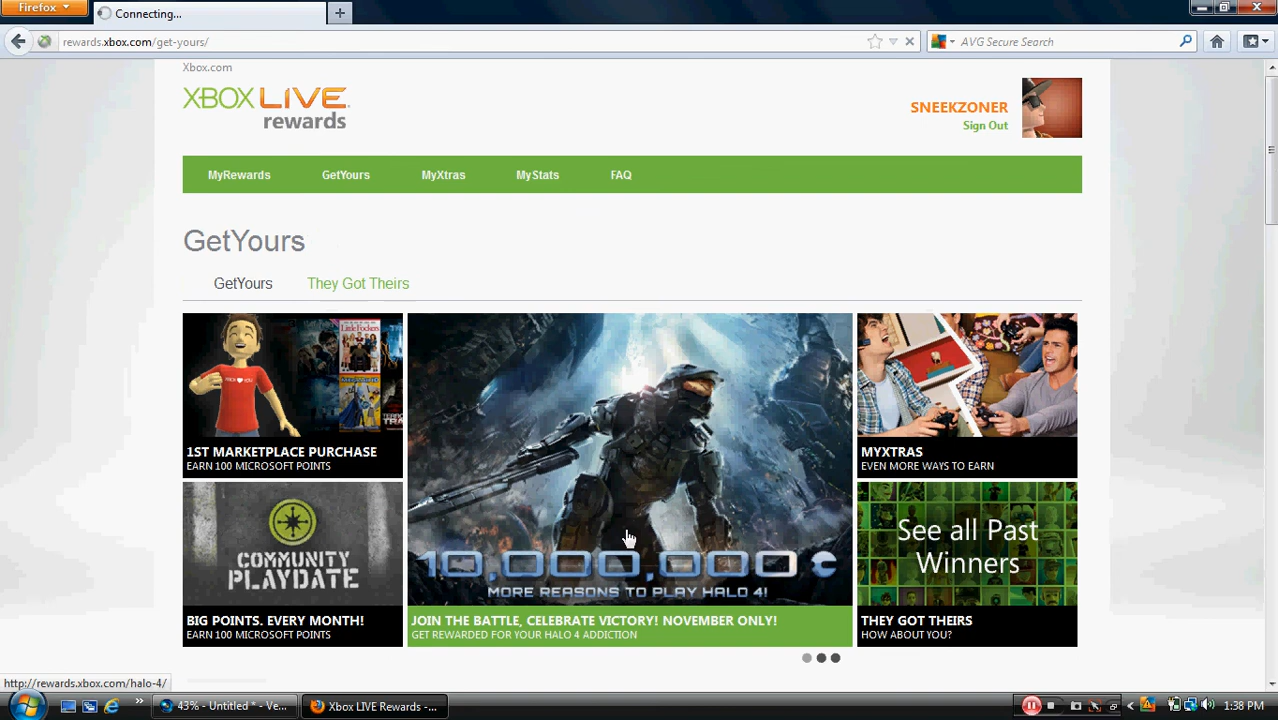 Firefox
Connecting...
rewards.xbox.com/get-yours/
AVG Secure Search
Xbox.com
XBOX LIVE
rewards
SNEEKZONER
Sign Out
MyRewards GetYours MyXtras MyStats FAQ
GetYours
GetYours They Got Theirs
1ST MARKETPLACE PURCHASE
EARN 100 MICROSOFT POINTS
COMMUNITY
PLAYDATE
BIG POINTS. EVERY MONTH!
EARN 100 MICROSOFT POINTS
10,000,000
MORE REASONS TO PLAY HALO 4!
JOIN THE BATTLE, CELEBRATE VICTORY! NOVEMBER ONLY!
GET REWARDED FOR YOUR HALO 4 ADDICTION
MYXTRAS
EVEN MORE WAYS TO EARN
See all Past
Winners
THEY GOT THEIRS
HOW ABOUT YOU?
http://rewards.xbox.com/halo-4/
43% - Untitled * - Ve...
Xbox LIVE Rewards - ...
1:38 PM